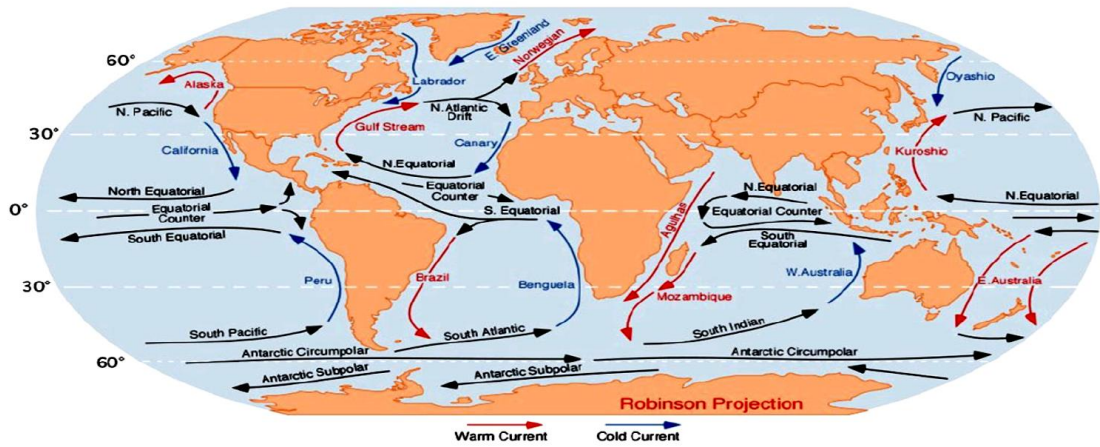 E. Greenland
Norwegian
60°
Alaska
Labrador
Oyashio
N. Pacific
N. Atlantic
Drift
N. Pacific
30°
Gulf Stream
California
Canary
Kuroshio
N.Equatorial
North Equatorial
Equatorial
Counter
N.Equatorial
N.Equatorial
0°
Equatorial
Counter
S. Equatorial
Agulhas
Equatorial Counter
South Equatorial
South
Equatorial
Peru
Brazil
Benguela
W.Australia
E.Australia
30°
Mozambique
South Pacific
South Atlantic
South Indian
60°
Antarctic Circumpolar
Antarctic Circumpolar
Antarctic Subpolar
Antarctic Subpolar
Robinson Projection
Warm Current
Cold Current